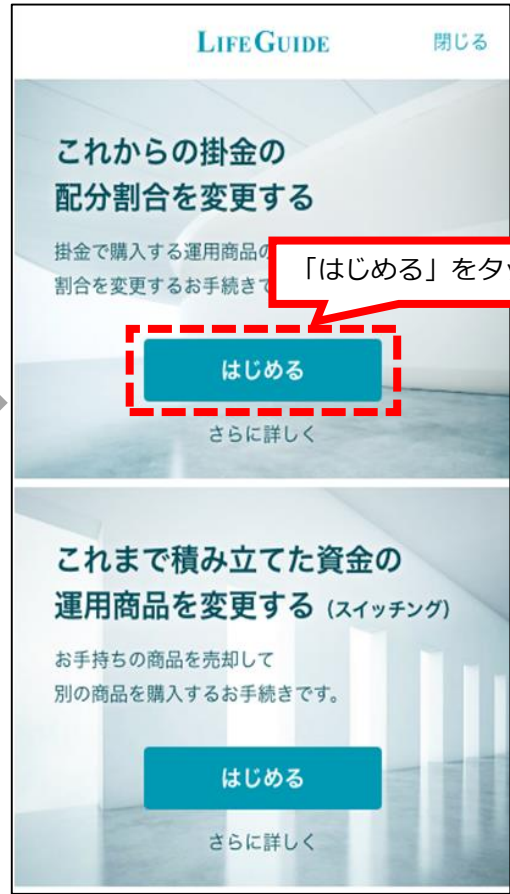 LIFEGUIDE 閉じる
これからの掛金の
配分割合を変更する
掛金で購入する運用商品の
割合を変更するお手続きで
「はじめる」をタッ
はじめる
さらに詳しく
これまで積み立てた資金の
運用商品を変更する（スイッチング）
お手持ちの商品を売却して
別の商品を購入するお手続きです。
はじめる
さらに詳しく